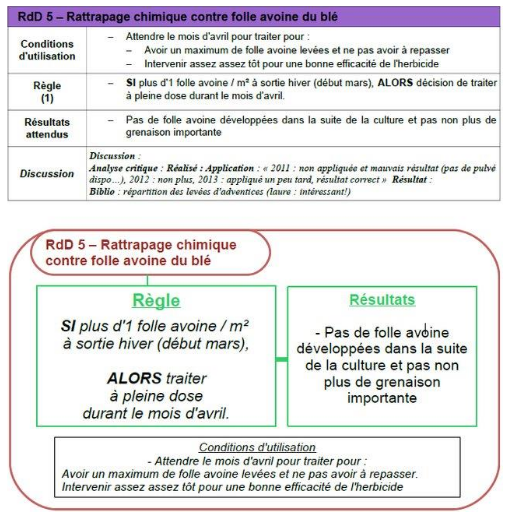 RdD 5 – Rattrapage chimique contre folle avoine du blé
Conditions d'utilisation
– Attendre le mois d'avril pour traiter pour :
– Avoir un maximum de folle avoine levées et ne pas avoir à repasser
– Intervenir assez assez tôt pour une bonne efficacité de l'herbicide
Règle (1)
– SI plus d'1 folle avoine / m² à sortie hiver (début mars), ALORS décision de traiter
à pleine dose durant le mois d'avril.
Résultats attendus
– Pas de folle avoine développées dans la suite de la culture et pas non plus de
grenaison importante
Discussion
Discussion :
Analyse critique : Réalisé : Application : « 2011 : non appliquée et mauvais résultat (pas de pulvé
dispo…), 2012 : non plus, 2013 : appliqué un peu tard, résultat correct » Résultat :
Biblio : répartition des levées d'adventices (laure : intéressant!)
RdD 5 – Rattrapage chimique
contre folle avoine du blé
Règle
SI plus d'1 folle avoine / m²
à sortie hiver (début mars),
ALORS traiter
à pleine dose
durant le mois d'avril.
Résultats
- Pas de folle avoine
développées dans la suite
de la culture et pas non
plus de grenaison
importante
Conditions d'utilisation
- Attendre le mois d'avril pour traiter pour :
Avoir un maximum de folle avoine levées et ne pas avoir à repasser.
Intervenir assez assez tôt pour une bonne efficacité de l'herbicide